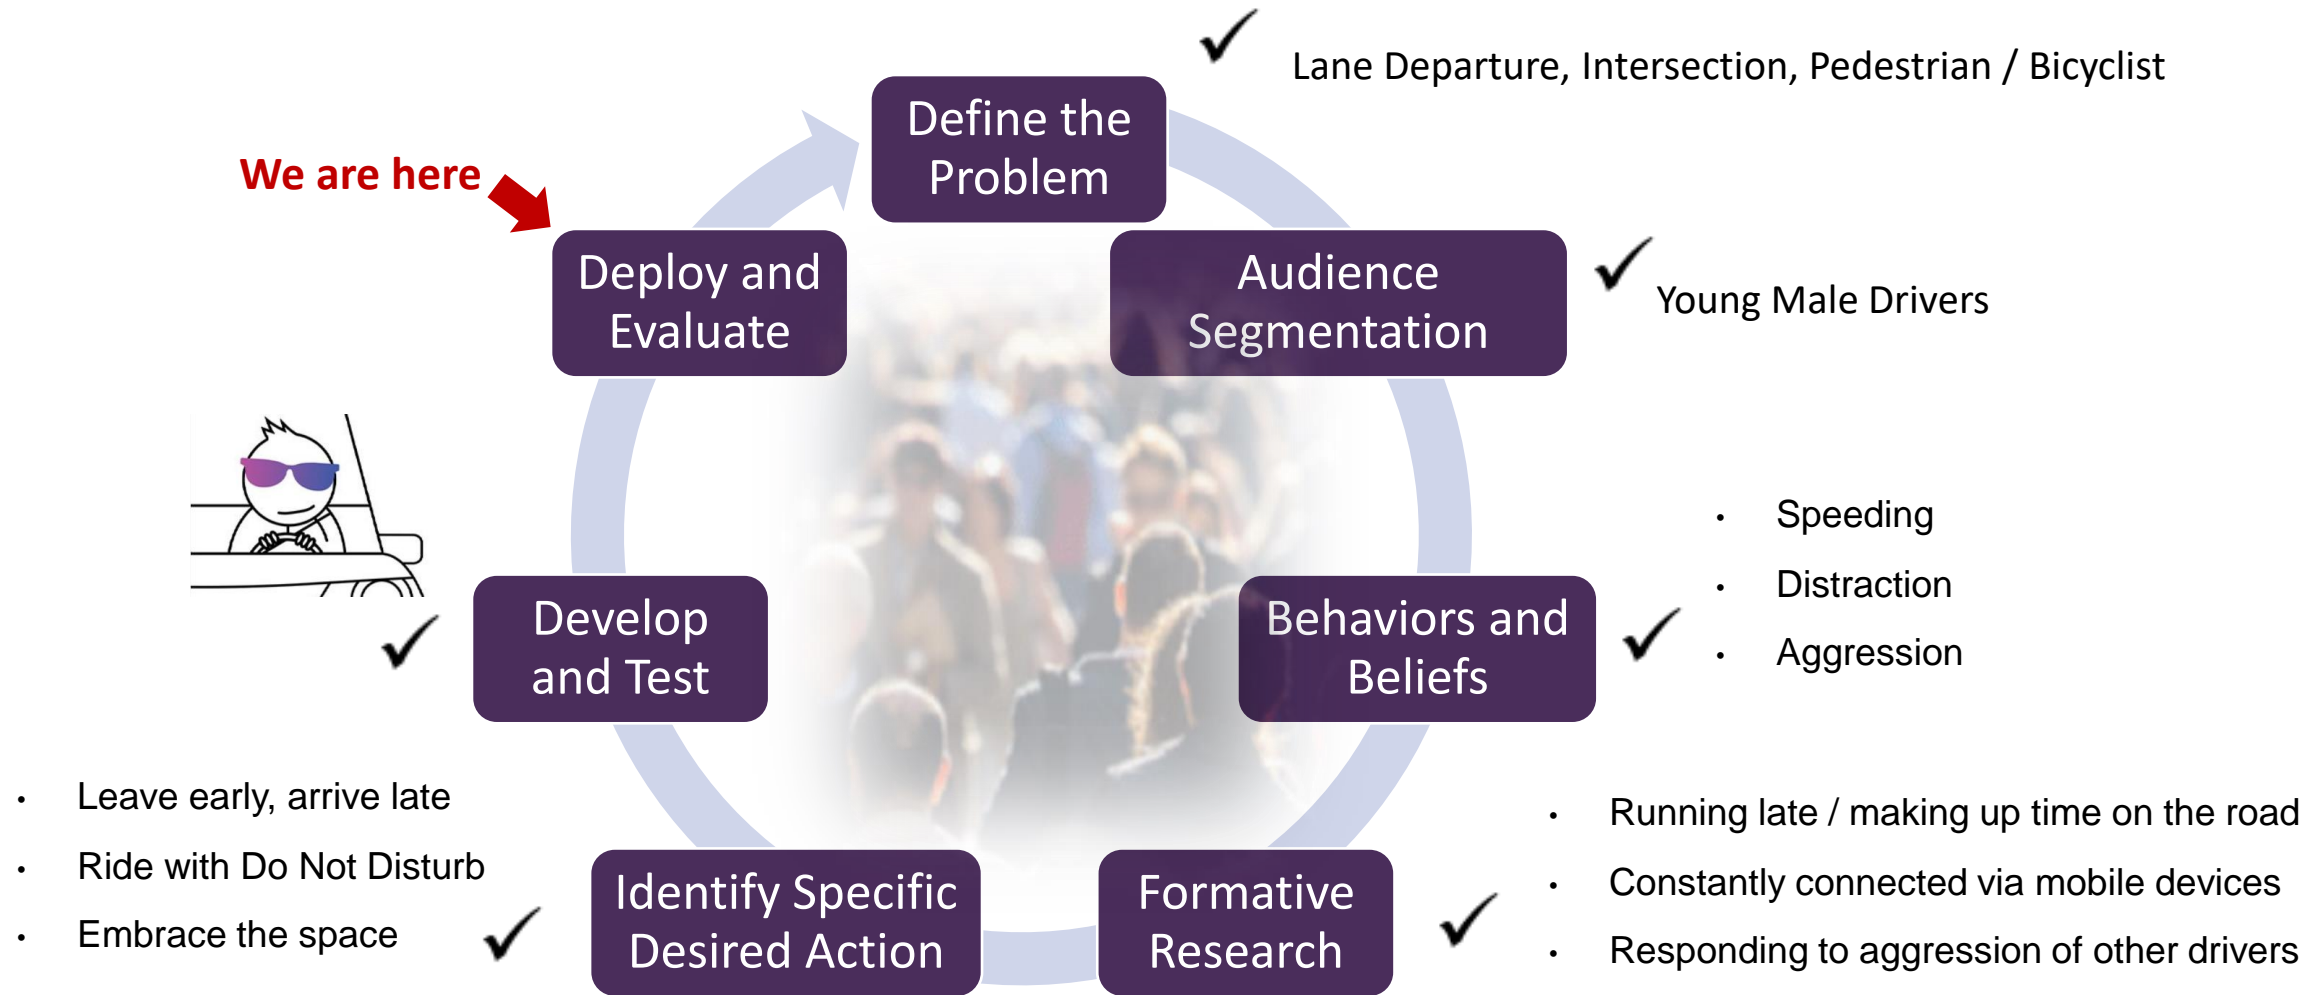 Lane Departure, Intersection, Pedestrian / Bicyclist
Define the
Problem
We are here
Deploy and
Evaluate
Audience
Segmentation
Young Male Drivers
• Speeding
• Distraction
• Aggression
Behaviors and
Beliefs
Develop
and Test
• Leave early, arrive late
• Ride with Do Not Disturb
• Embrace the space
Identify Specific
Desired Action
Formative
Research
• Running late / making up time on the road
• Constantly connected via mobile devices
• Responding to aggression of other drivers